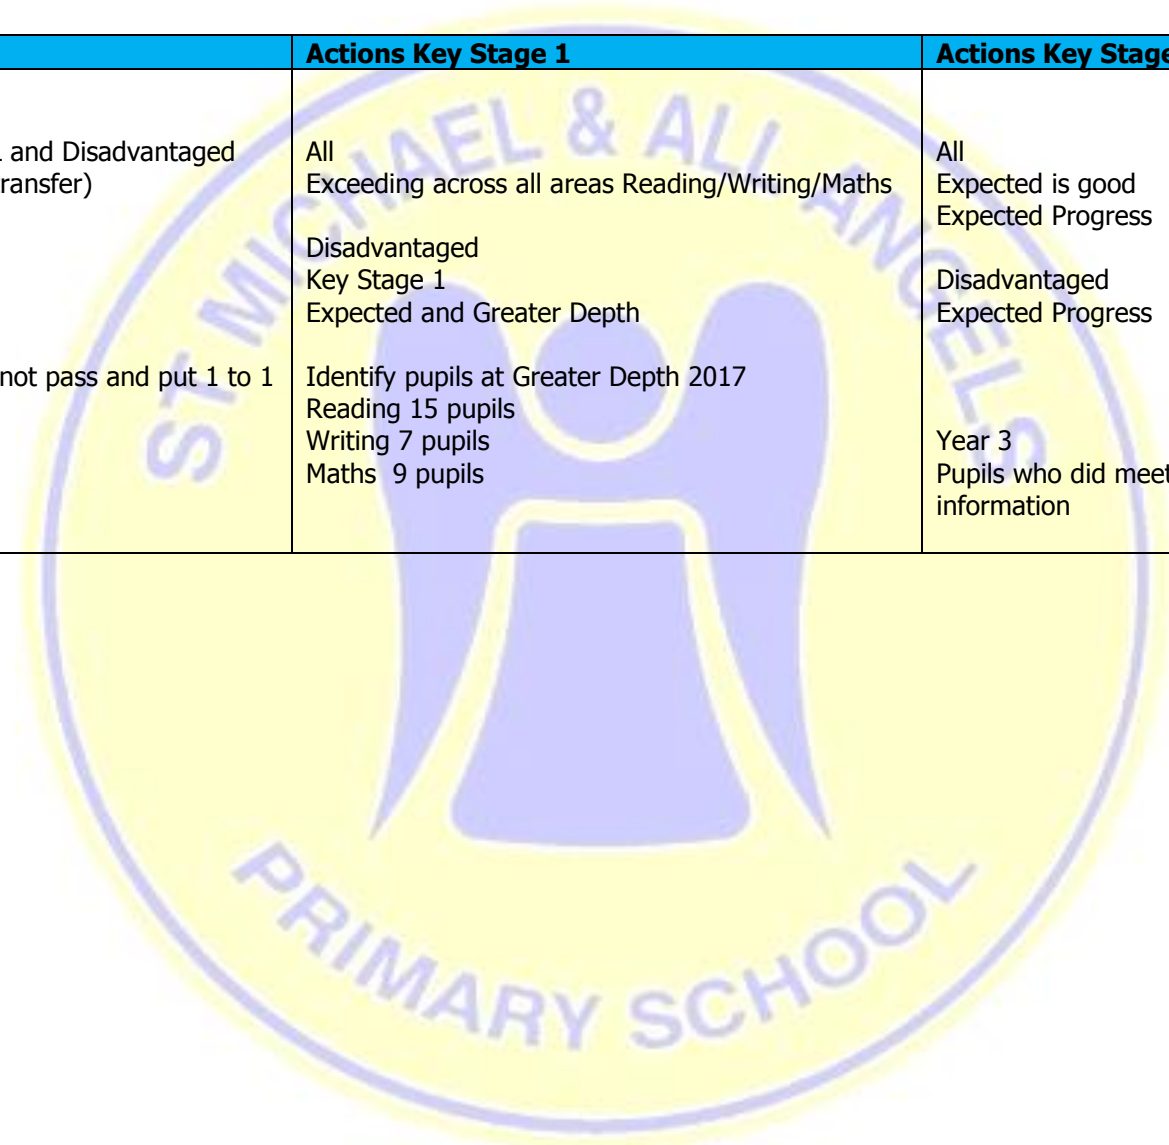 Actions Key Stage 1
Actions Key Stage
and Disadvantaged
ransfer)
not pass and put 1 to 1
All
Exceeding across all areas Reading/Writing/Maths
Disadvantaged
Key Stage 1
Expected and Greater Depth
Identify pupils at Greater Depth 2017
Reading 15 pupils
Writing 7 pupils
Maths 9 pupils
All
Expected is good
Expected Progress
Disadvantaged
Expected Progress
Year 3
Pupils who did meet
information
ST MICHAEL & ALL ANGELS
PRIMARY SCHOOL